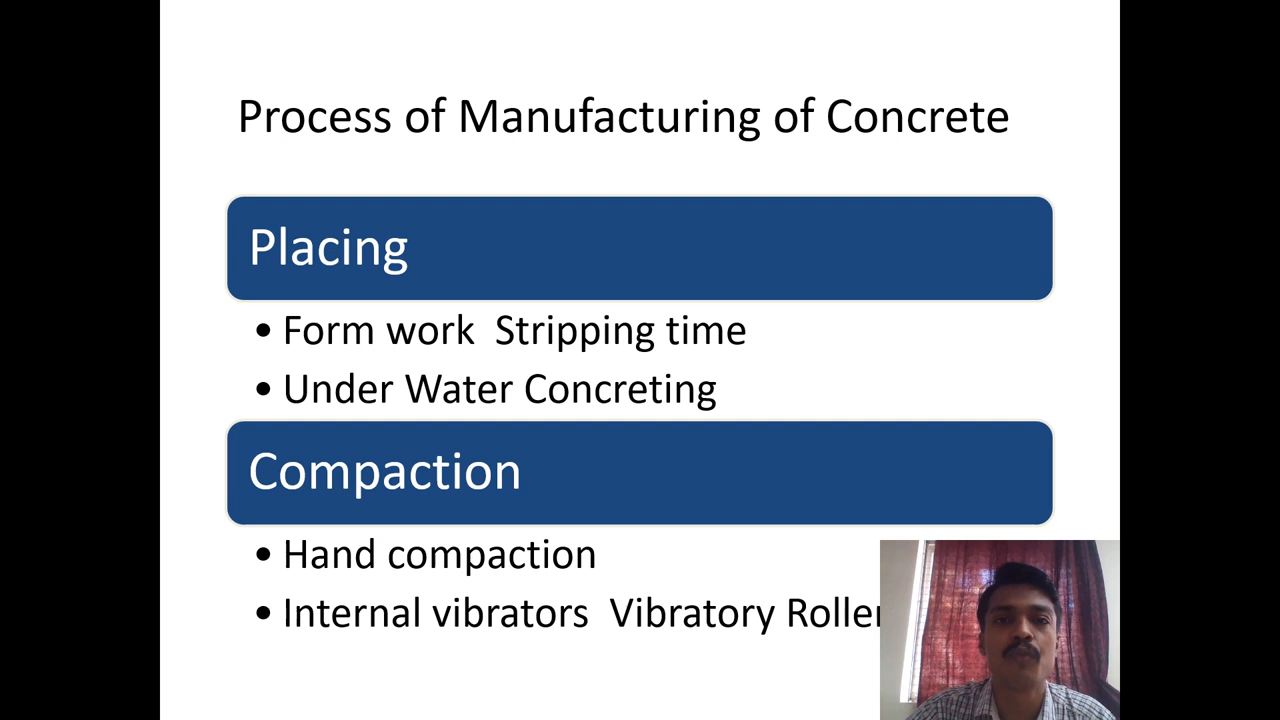 Process of Manufacturing of Concrete
Placing
• Form work  Stripping time
• Under Water Concreting
Compaction
• Hand compaction
• Internal vibrators  Vibratory Roller